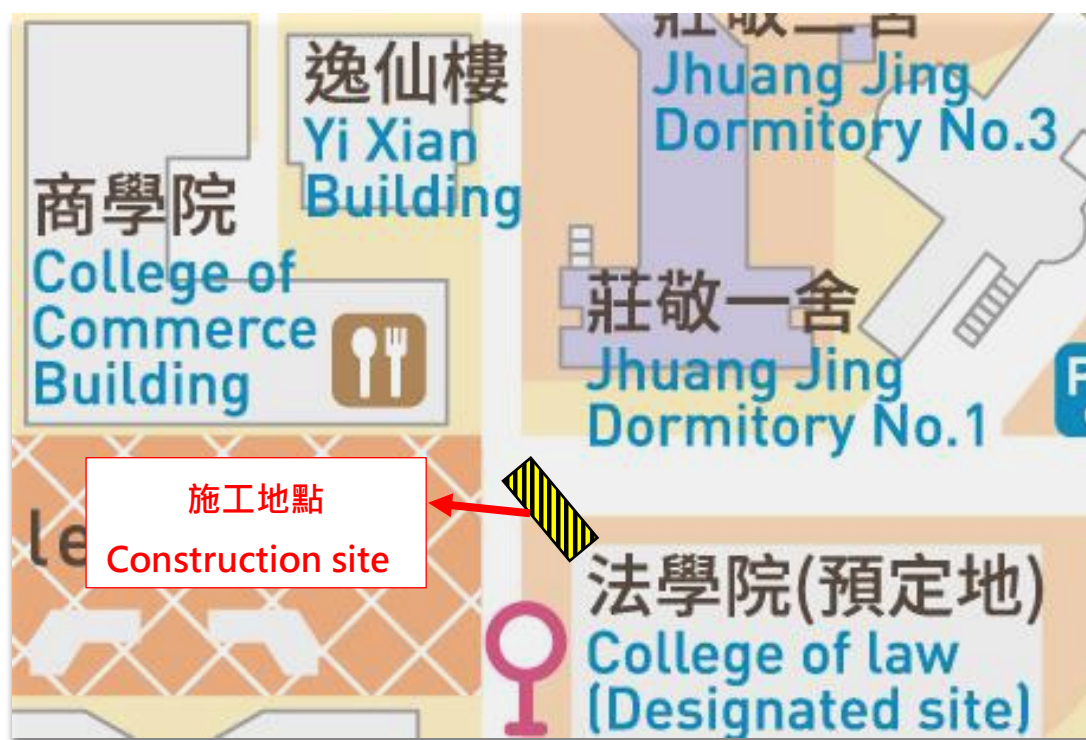 逸仙樓
Yi Xian
Building
商學院
College of
Commerce
Building
Jhuang Jing
Dormitory No.3
莊敬一舍
Jhuang Jing
Dormitory No.1
P
le
施工地點
Construction site
法學院(預定地)
College of law
(Designated site)